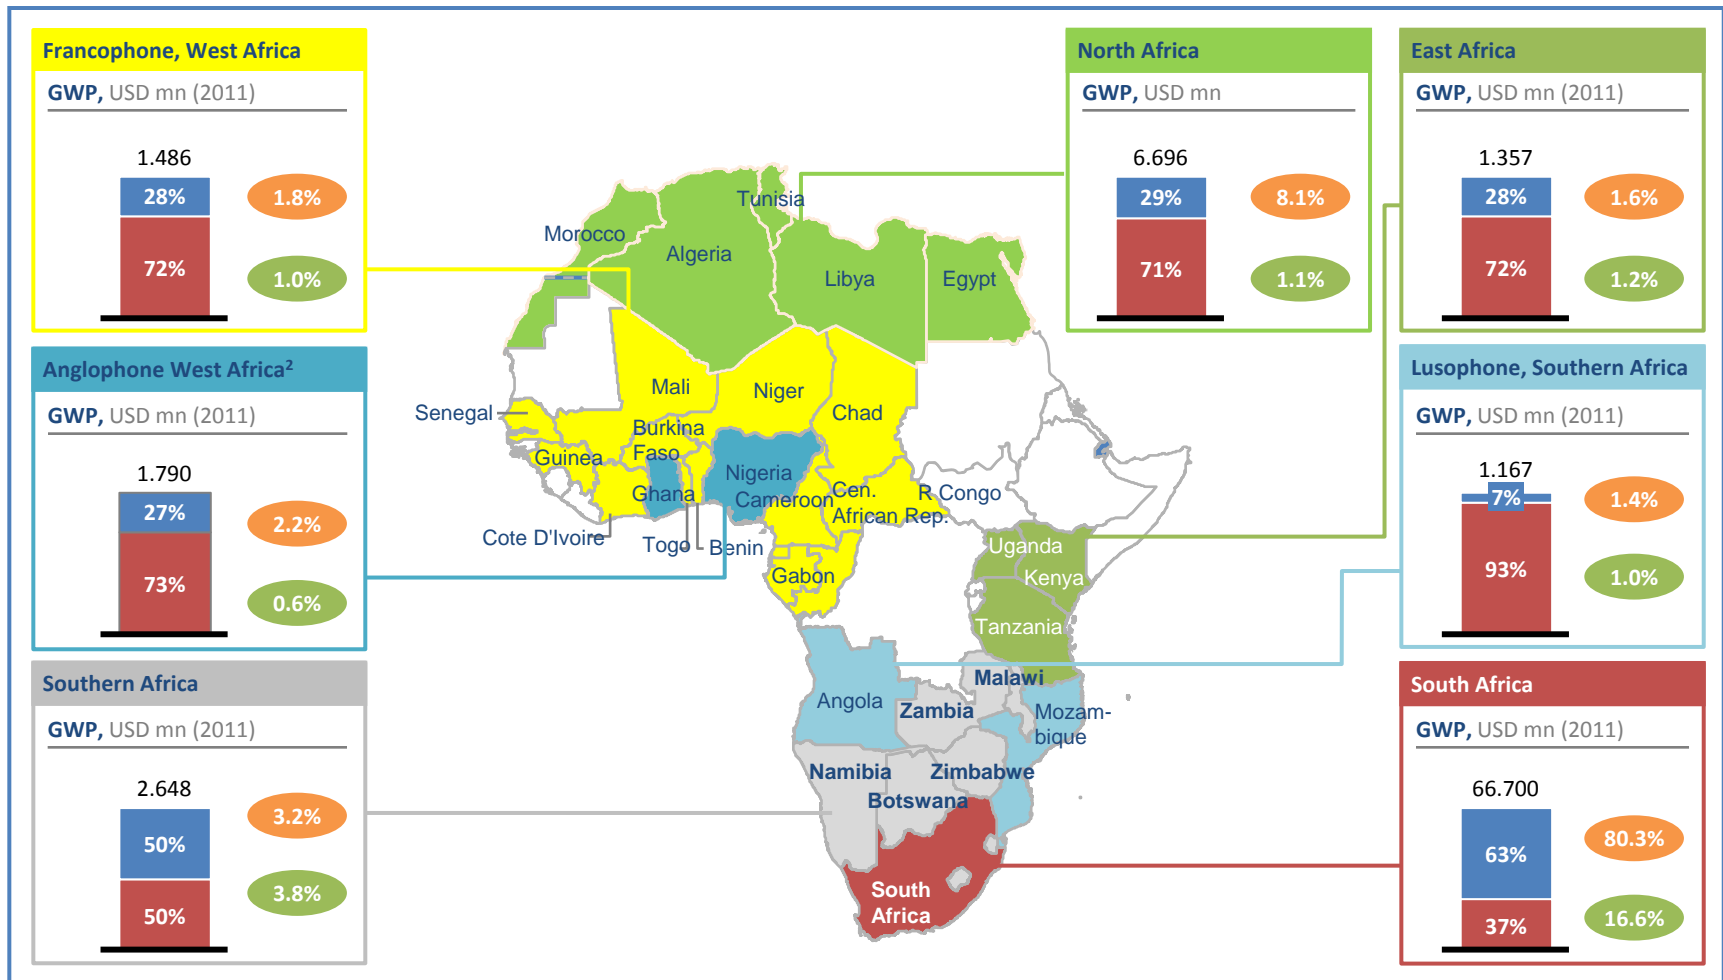 Francophone, West Africa
GWP, USD mn (2011)
1.486
28%
72%
1.8%
1.0%
Anglophone West Africa²
GWP, USD mn (2011)
1.790
27%
73%
2.2%
0.6%
Southern Africa
GWP, USD mn (2011)
2.648
50%
50%
3.2%
3.8%
North Africa
GWP, USD mn
6.696
29%
71%
8.1%
1.1%
East Africa
GWP, USD mn (2011)
1.357
28%
72%
1.6%
1.2%
Lusophone, Southern Africa
GWP, USD mn (2011)
1.167
7%
93%
1.4%
1.0%
South Africa
GWP, USD mn (2011)
66.700
63%
37%
80.3%
16.6%
Tunisia
Morocco
Algeria
Libya
Egypt
Mali
Niger
Chad
Senegal
Burkina
Faso
Guinea
Nigeria
Ghana
Cameroon
Cen.
African Rep.
R Congo
Cote D'Ivoire
Togo
Benin
Gabon
Uganda
Kenya
Tanzania
Malawi
Angola
Zambia
Mozam-
bique
Namibia
Zimbabwe
Botswana
South
Africa